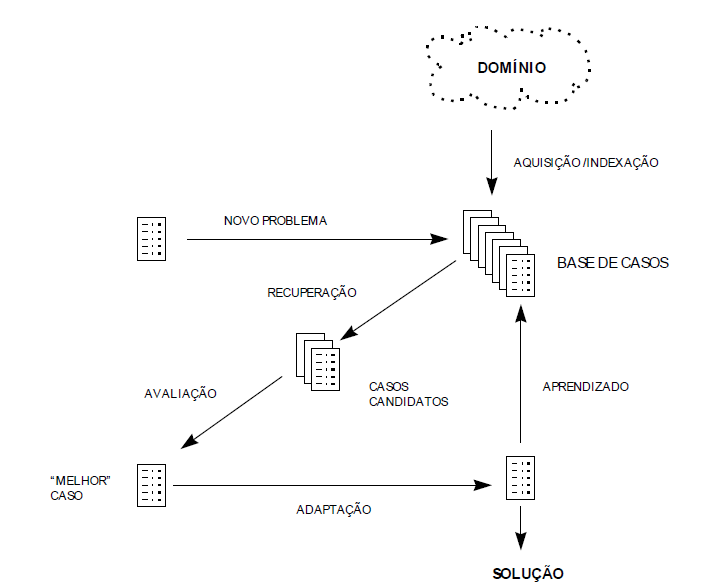 DOMÍNIO
AQUISIÇÃO/INDEXAÇÃO
NOVO PROBLEMA
BASE DE CASOS
RECUPERAÇÃO
AVALIAÇÃO
CASOS
CANDIDATOS
APRENDIZADO
“MELHOR”
CASO
ADAPTAÇÃO
SOLUÇÃO